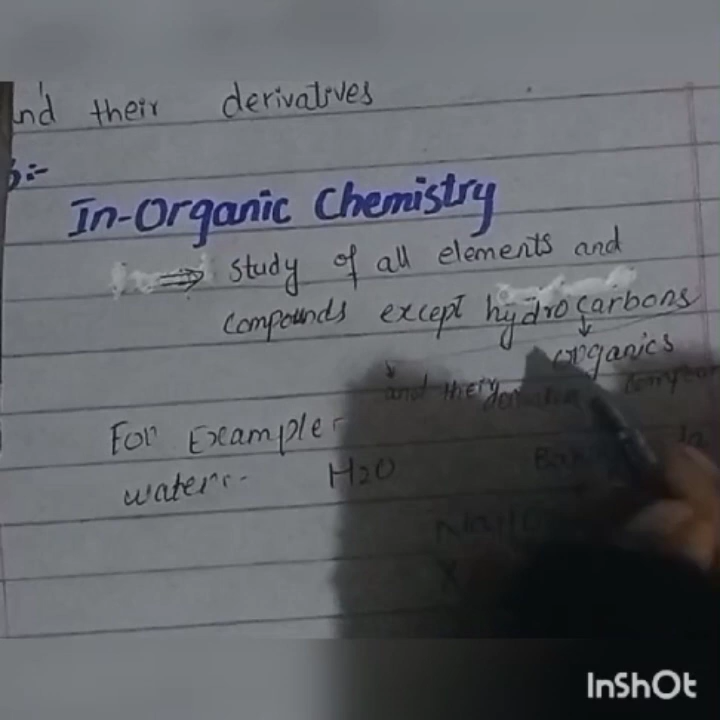 and their derivatives
:-
In-Organic Chemistry
⇒ study of all elements and
compounds except hydrocarbons
organics
and their
For Example:-
water:- H2O
InShOt